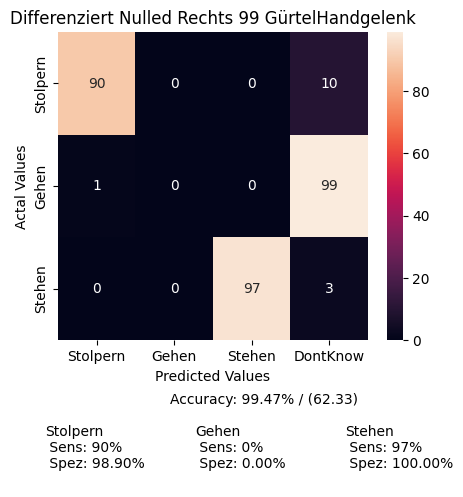 Differenziert Nulled Rechts 99 GürtelHandgelenk
Actal Values
Stolpern
90 0 0 10
Gehen
1 0 0 99
Stehen
0 0 97 3
Stolpern Gehen Stehen DontKnow
Predicted Values
80
60
40
20
0
Accuracy: 99.47% / (62.33)
Stolpern
Sens: 90%
Spez: 98.90%
Gehen
Sens: 0%
Spez: 0.00%
Stehen
Sens: 97%
Spez: 100.00%